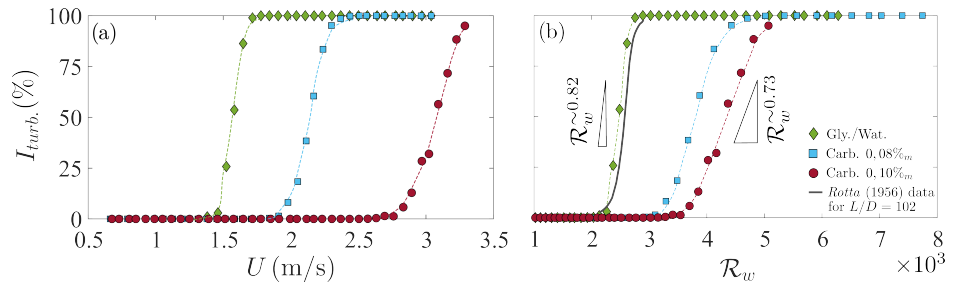 100
75
50
25
0
I_turb.(%)
(a)
0.5 1 1.5 2 2.5 3 3.5
U (m/s)
(b)
R_w^~0.82
R_w^~0.73
Gly./Wat.
Carb. 0,08%_m
Carb. 0,10%_m
Rotta (1956) data
for L/D = 102
1 2 3 4 5 6 7 8
R_w
×10^3